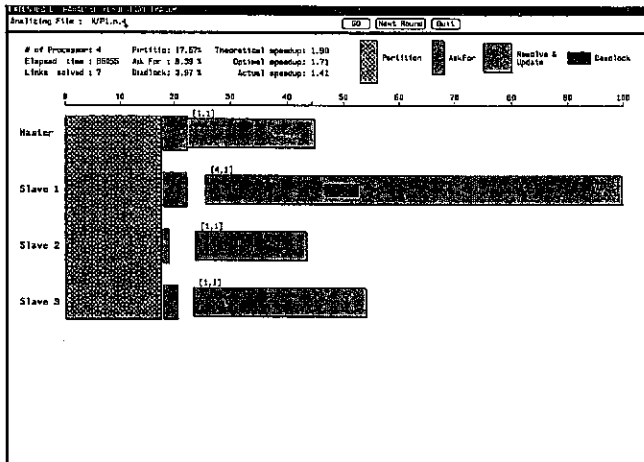 Analizing File : K/P1.n.4
GO Next Round Quit
# of Processor: 4 Partitio: 17.57% Theoretical speedup: 1.90
Elapsed time : 86055 Ask For : 8.39 % Optimal speedup: 1.71
Links solved : 7 Deadlock: 3.97 % Actual speedup: 1.41
Partition AskFor Resolve & Update Deadlock
0 10 20 30 40 50 60 70 80 90 100
Master [1,1]
Slave 1 [4,1]
Slave 2 [1,1]
Slave 3 [1,1]